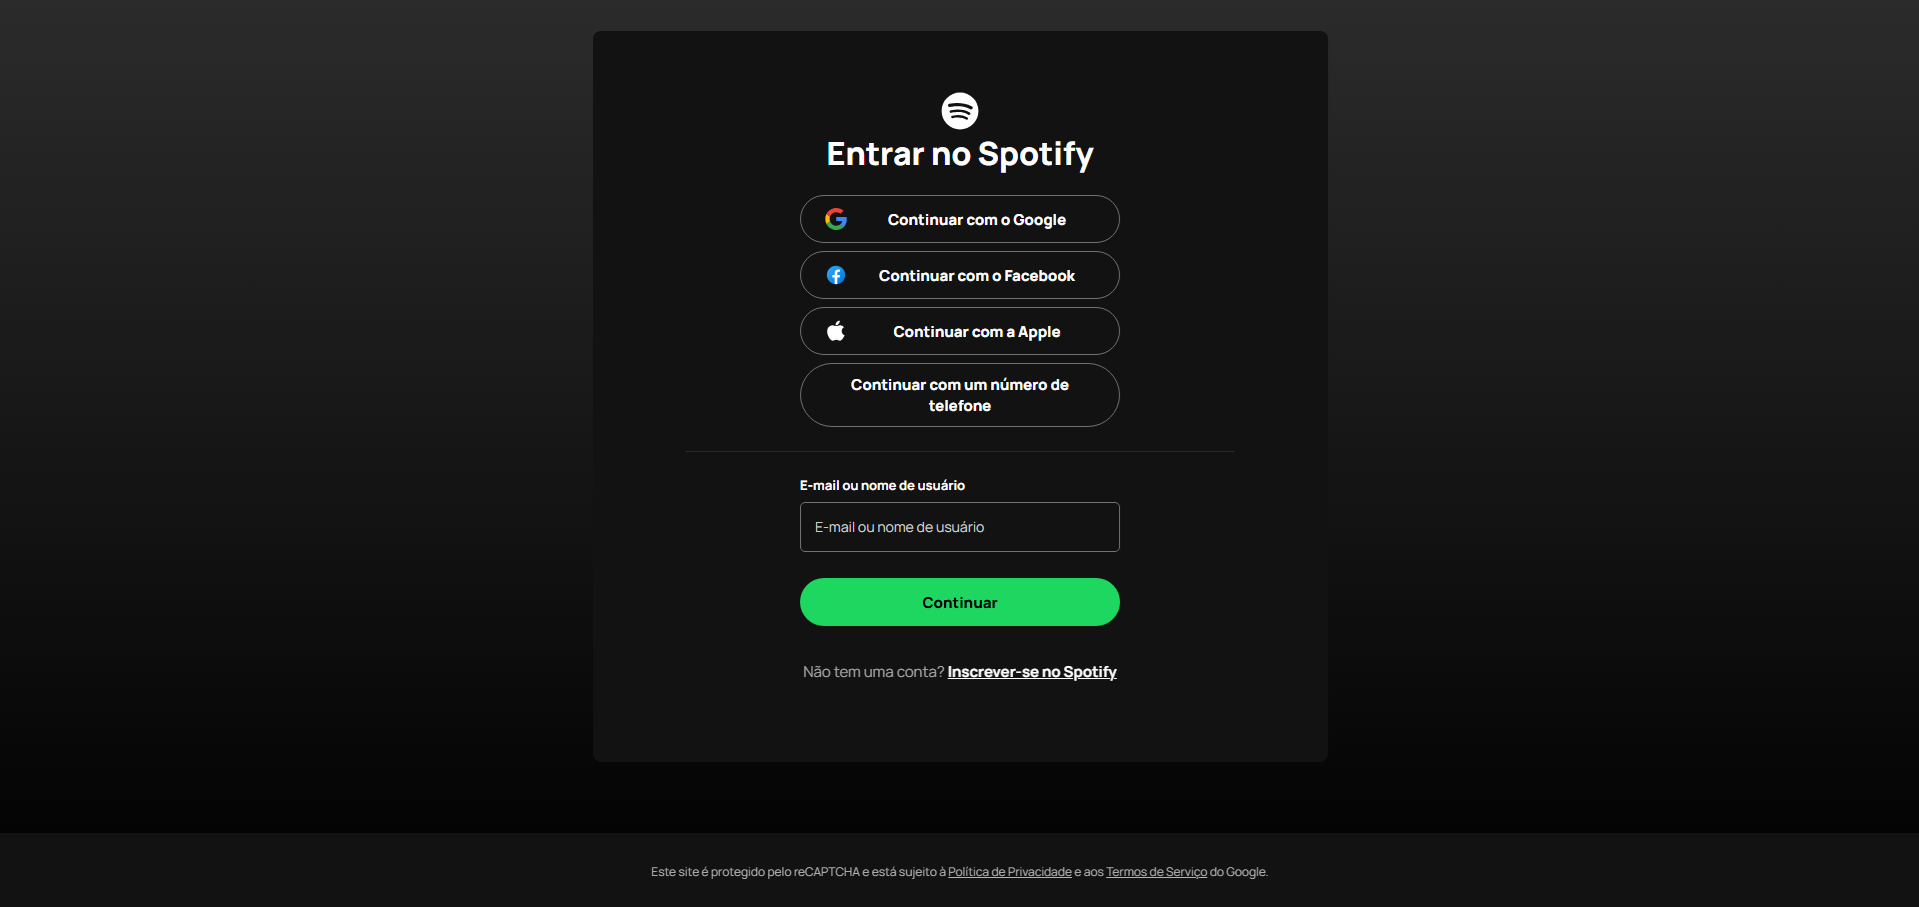 Entrar no Spotify
Continuar com o Google
Continuar com o Facebook
Continuar com a Apple
Continuar com um número de
telefone
E-mail ou nome de usuário
E-mail ou nome de usuário
Continuar
Não tem uma conta? Inscrever-se no Spotify
Este site é protegido pelo reCAPTCHA e está sujeito à Política de Privacidade e aos Termos de Serviço do Google.